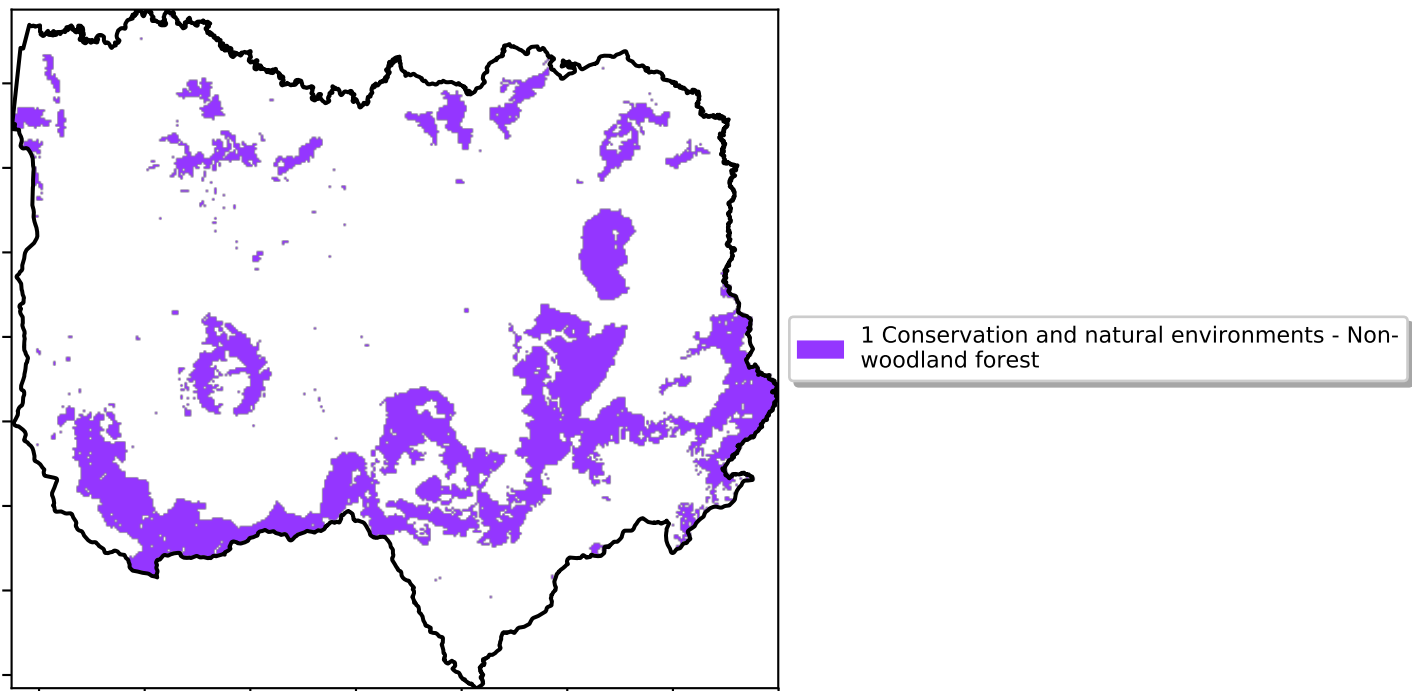 1 Conservation and natural environments - Non-
woodland forest